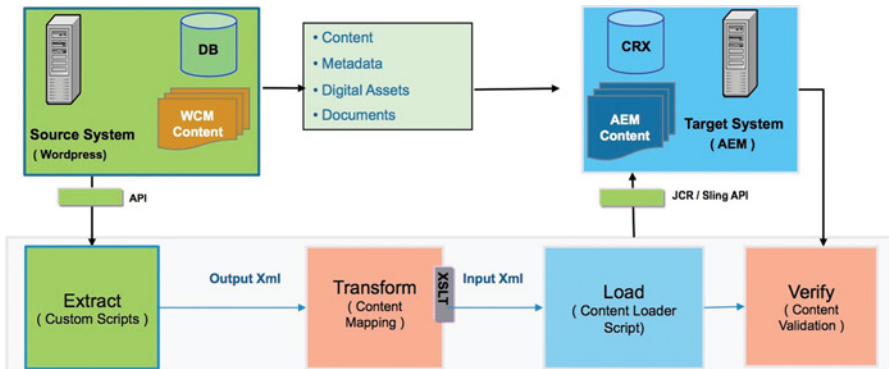 DB
WCM
Content
Source System
( Wordpress)
• Content
• Metadata
• Digital Assets
• Documents
CRX
AEM
Content
Target System
( AEM )
API
JCR / Sling API
Extract
( Custom Scripts )
Output Xml
Transform
( Content
Mapping )
XSLT
Input Xml
Load
( Content Loader
Script)
Verify
( Content
Validation )